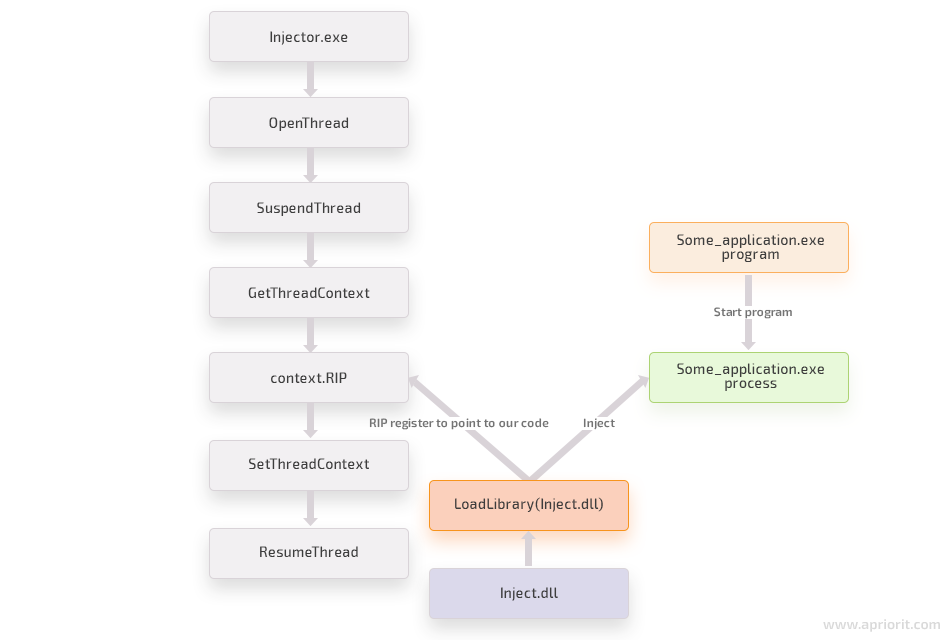 Injector.exe
OpenThread
SuspendThread
GetThreadContext
context.RIP
SetThreadContext
ResumeThread
Some_application.exe
program
Start program
Some_application.exe
process
RIP register to point to our code
Inject
LoadLibrary(Inject.dll)
Inject.dll
www.apriorit.com